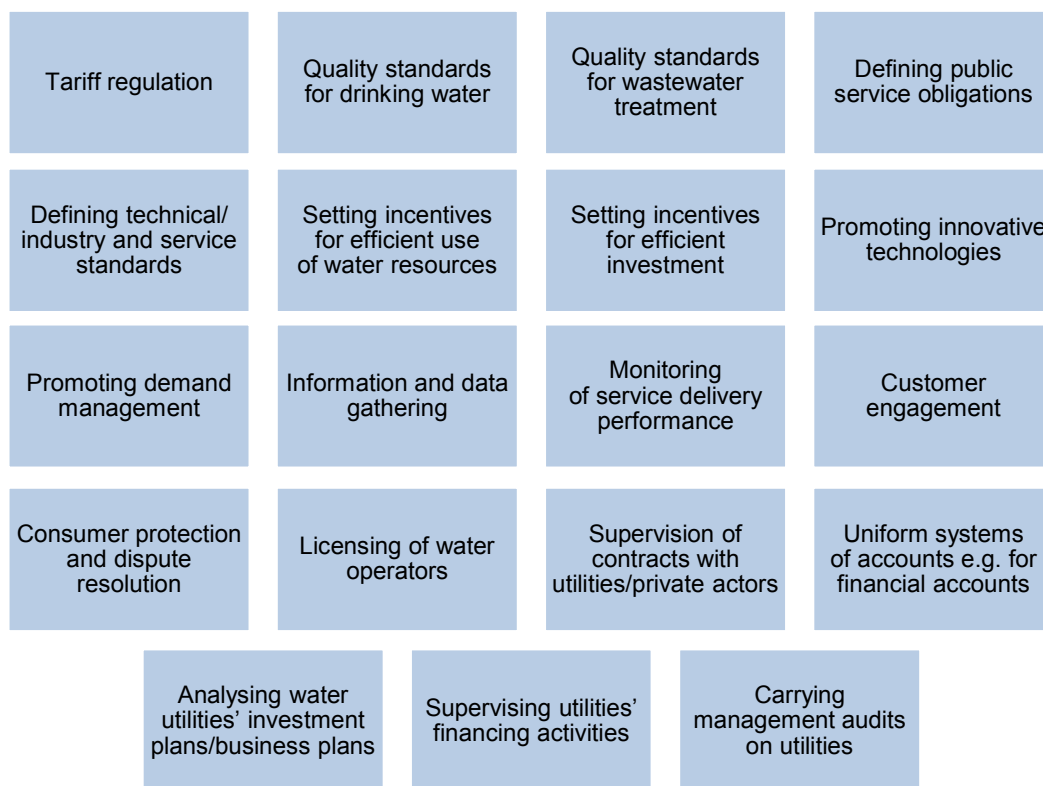 Tariff regulation
Quality standards
for drinking water
Quality standards
for wastewater
treatment
Defining public
service obligations
Defining technical/
industry and service
standards
Setting incentives
for efficient use
of water resources
Setting incentives
for efficient
investment
Promoting innovative
technologies
Promoting demand
management
Information and data
gathering
Monitoring
of service delivery
performance
Customer
engagement
Consumer protection
and dispute
resolution
Licensing of water
operators
Supervision of
contracts with
utilities/private actors
Uniform systems
of accounts e.g. for
financial accounts
Analysing water
utilities’ investment
plans/business plans
Supervising utilities’
financing activities
Carrying
management audits
on utilities